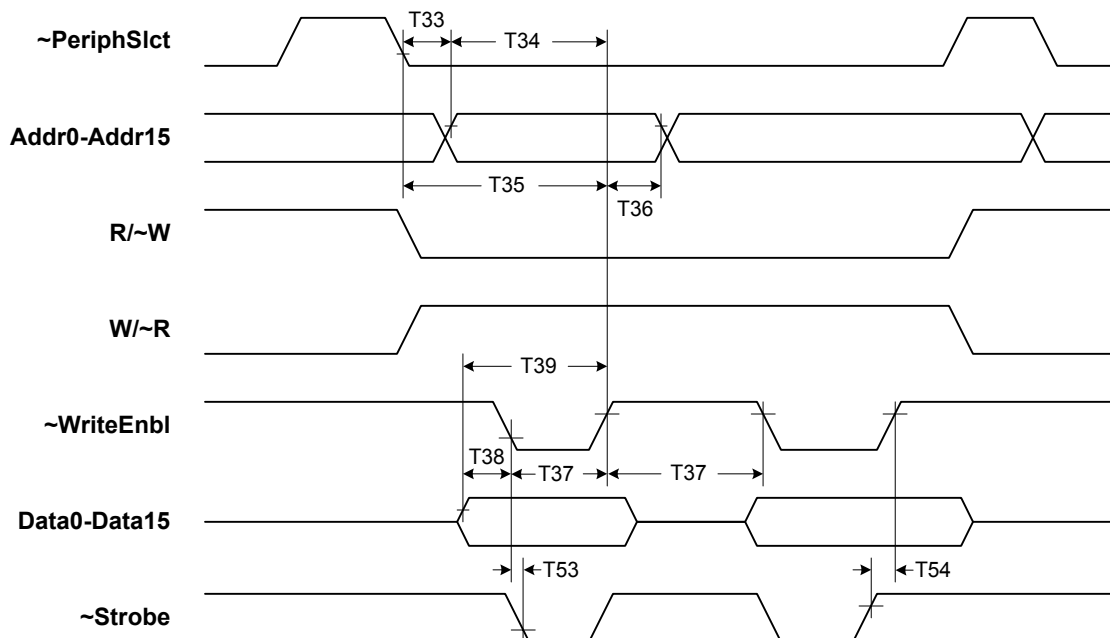 ~PeriphSlct
T33
T34
Addr0-Addr15
T35
T36
R/~W
W/~R
T39
~WriteEnbl
T38
T37
T37
Data0-Data15
T53
T54
~Strobe